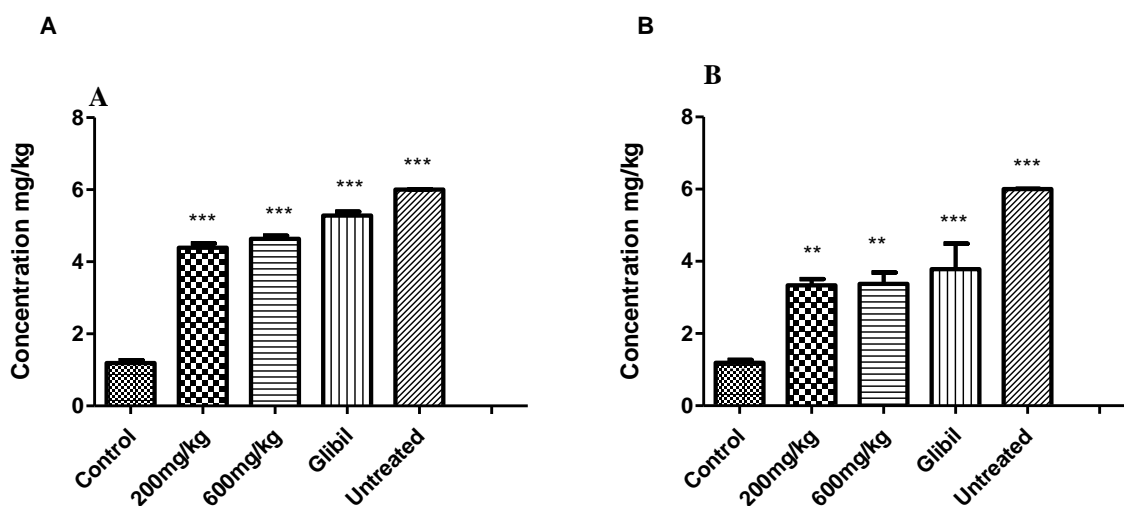 A
B
A
B
Concentration mg/kg
8
6
4
2
0
***
***
***
***
Control
200mg/kg
600mg/kg
Glibil
Untreated
Concentration mg/kg
8
6
4
2
0
**
**
***
***
Control
200mg/kg
600mg/kg
Glibil
Untreated